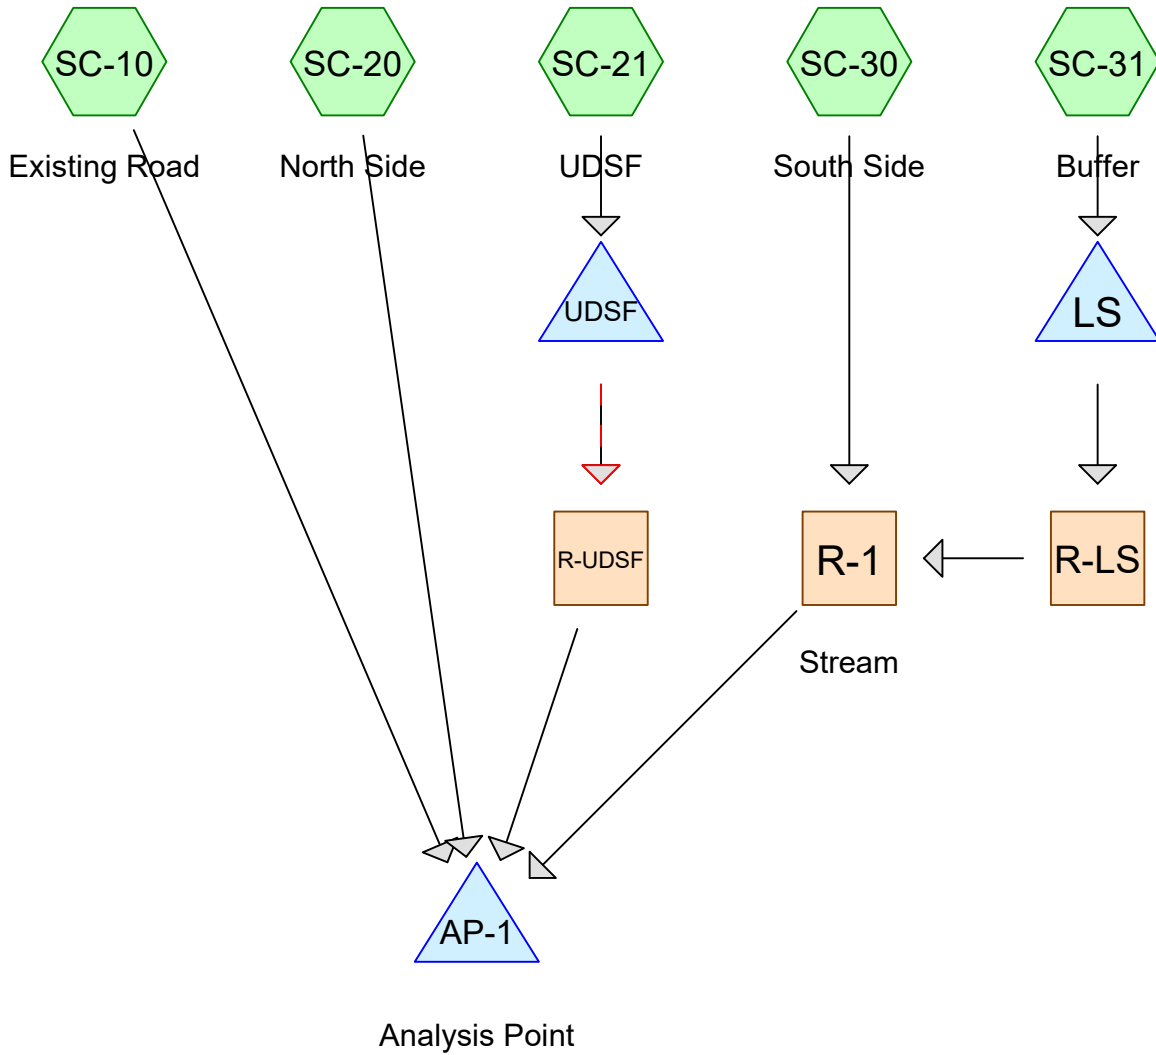 SC-10
SC-20
SC-21
SC-30
SC-31
Existing Road
North Side
UDSF
South Side
Buffer
UDSF
LS
R-UDSF
R-1
R-LS
Stream
AP-1
Analysis Point